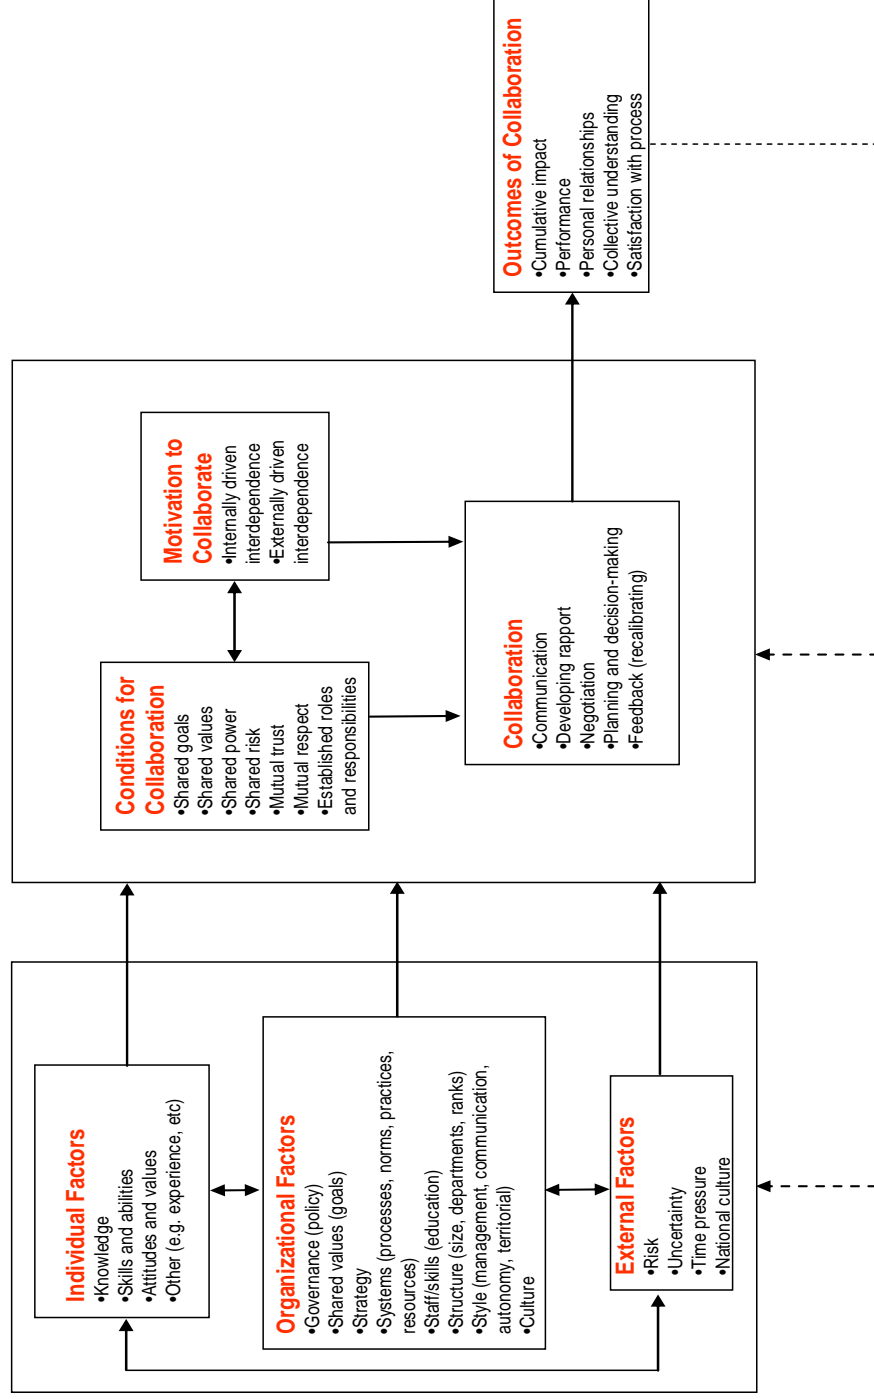 Individual Factors
•Knowledge
•Skills and abilities
•Attitudes and values
•Other (e.g. experience, etc)
Organizational Factors
•Governance (policy)
•Shared values (goals)
•Strategy
•Systems (processes, norms, practices,
resources)
•Staff/skills (education)
•Structure (size, departments, ranks)
•Style (management, communication,
autonomy, territorial)
•Culture
External Factors
•Risk
•Uncertainty
•Time pressure
•National culture
Conditions for
Collaboration
•Shared goals
•Shared values
•Shared power
•Shared risk
•Mutual trust
•Mutual respect
•Established roles
and responsibilities
Motivation to
Collaborate
•Internally driven
interdependence
•Externally driven
interdependence
Collaboration
•Communication
•Developing rapport
•Negotiation
•Planning and decision-making
•Feedback (recalibrating)
Outcomes of Collaboration
•Cumulative impact
•Performance
•Personal relationships
•Collective understanding
•Satisfaction with process